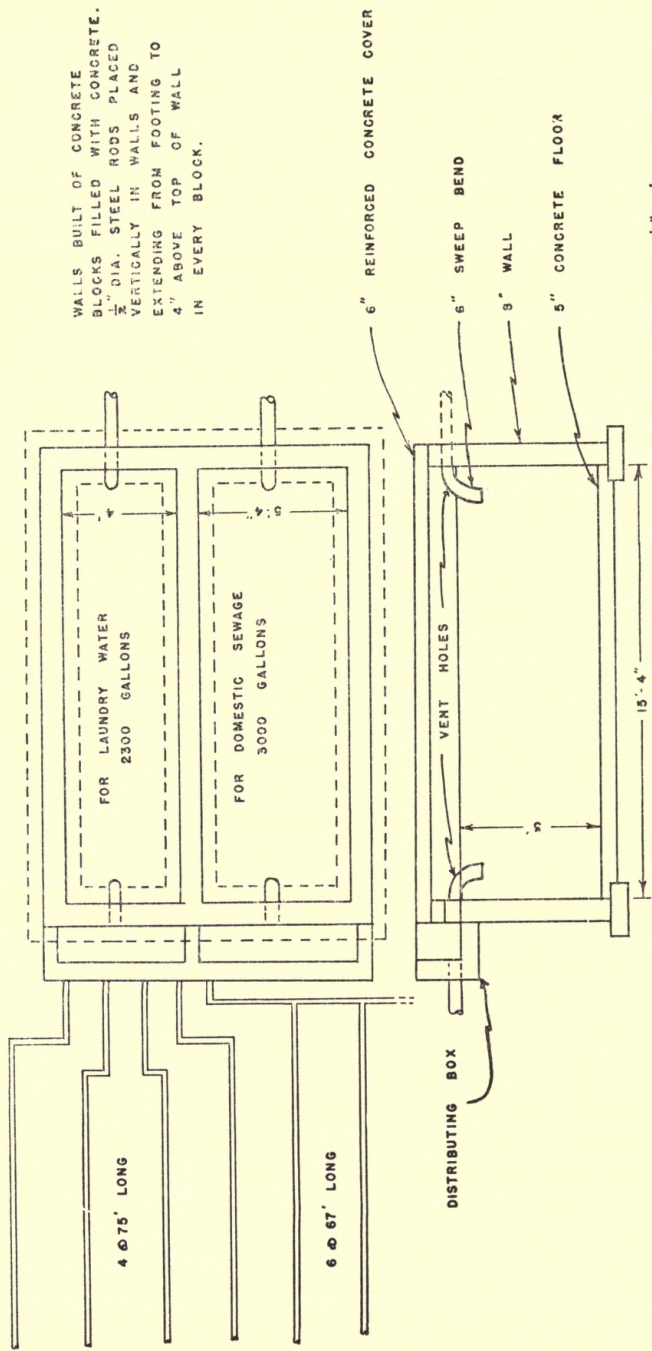 WALLS BUILT OF CONCRETE
BLOCKS FILLED WITH CONCRETE.
1/2" DIA. STEEL RODS PLACED
VERTICALLY IN WALLS AND
EXTENDING FROM FOOTING TO
4" ABOVE TOP OF WALL
IN EVERY BLOCK.
4'
5'-4"
FOR LAUNDRY WATER
2300 GALLONS
FOR DOMESTIC SEWAGE
3000 GALLONS
4 @ 75' LONG
6 @ 67' LONG
6" REINFORCED CONCRETE COVER
6" SWEEP BEND
8" WALL
5" CONCRETE FLOOR
VENT HOLES
5'
15'-4"
DISTRIBUTING BOX